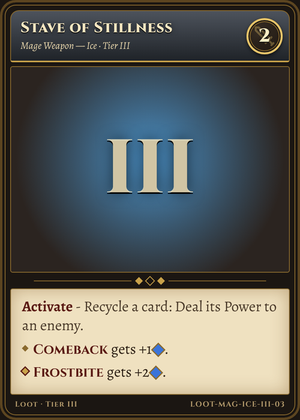 Stave of Stillness
Mage Weapon — Ice · Tier III
2
III
Activate - Recycle a card: Deal its Power to
an enemy.
Comeback gets +1.
Frostbite gets +2.
Loot · Tier III
LOOT-MAG-ICE-III-03